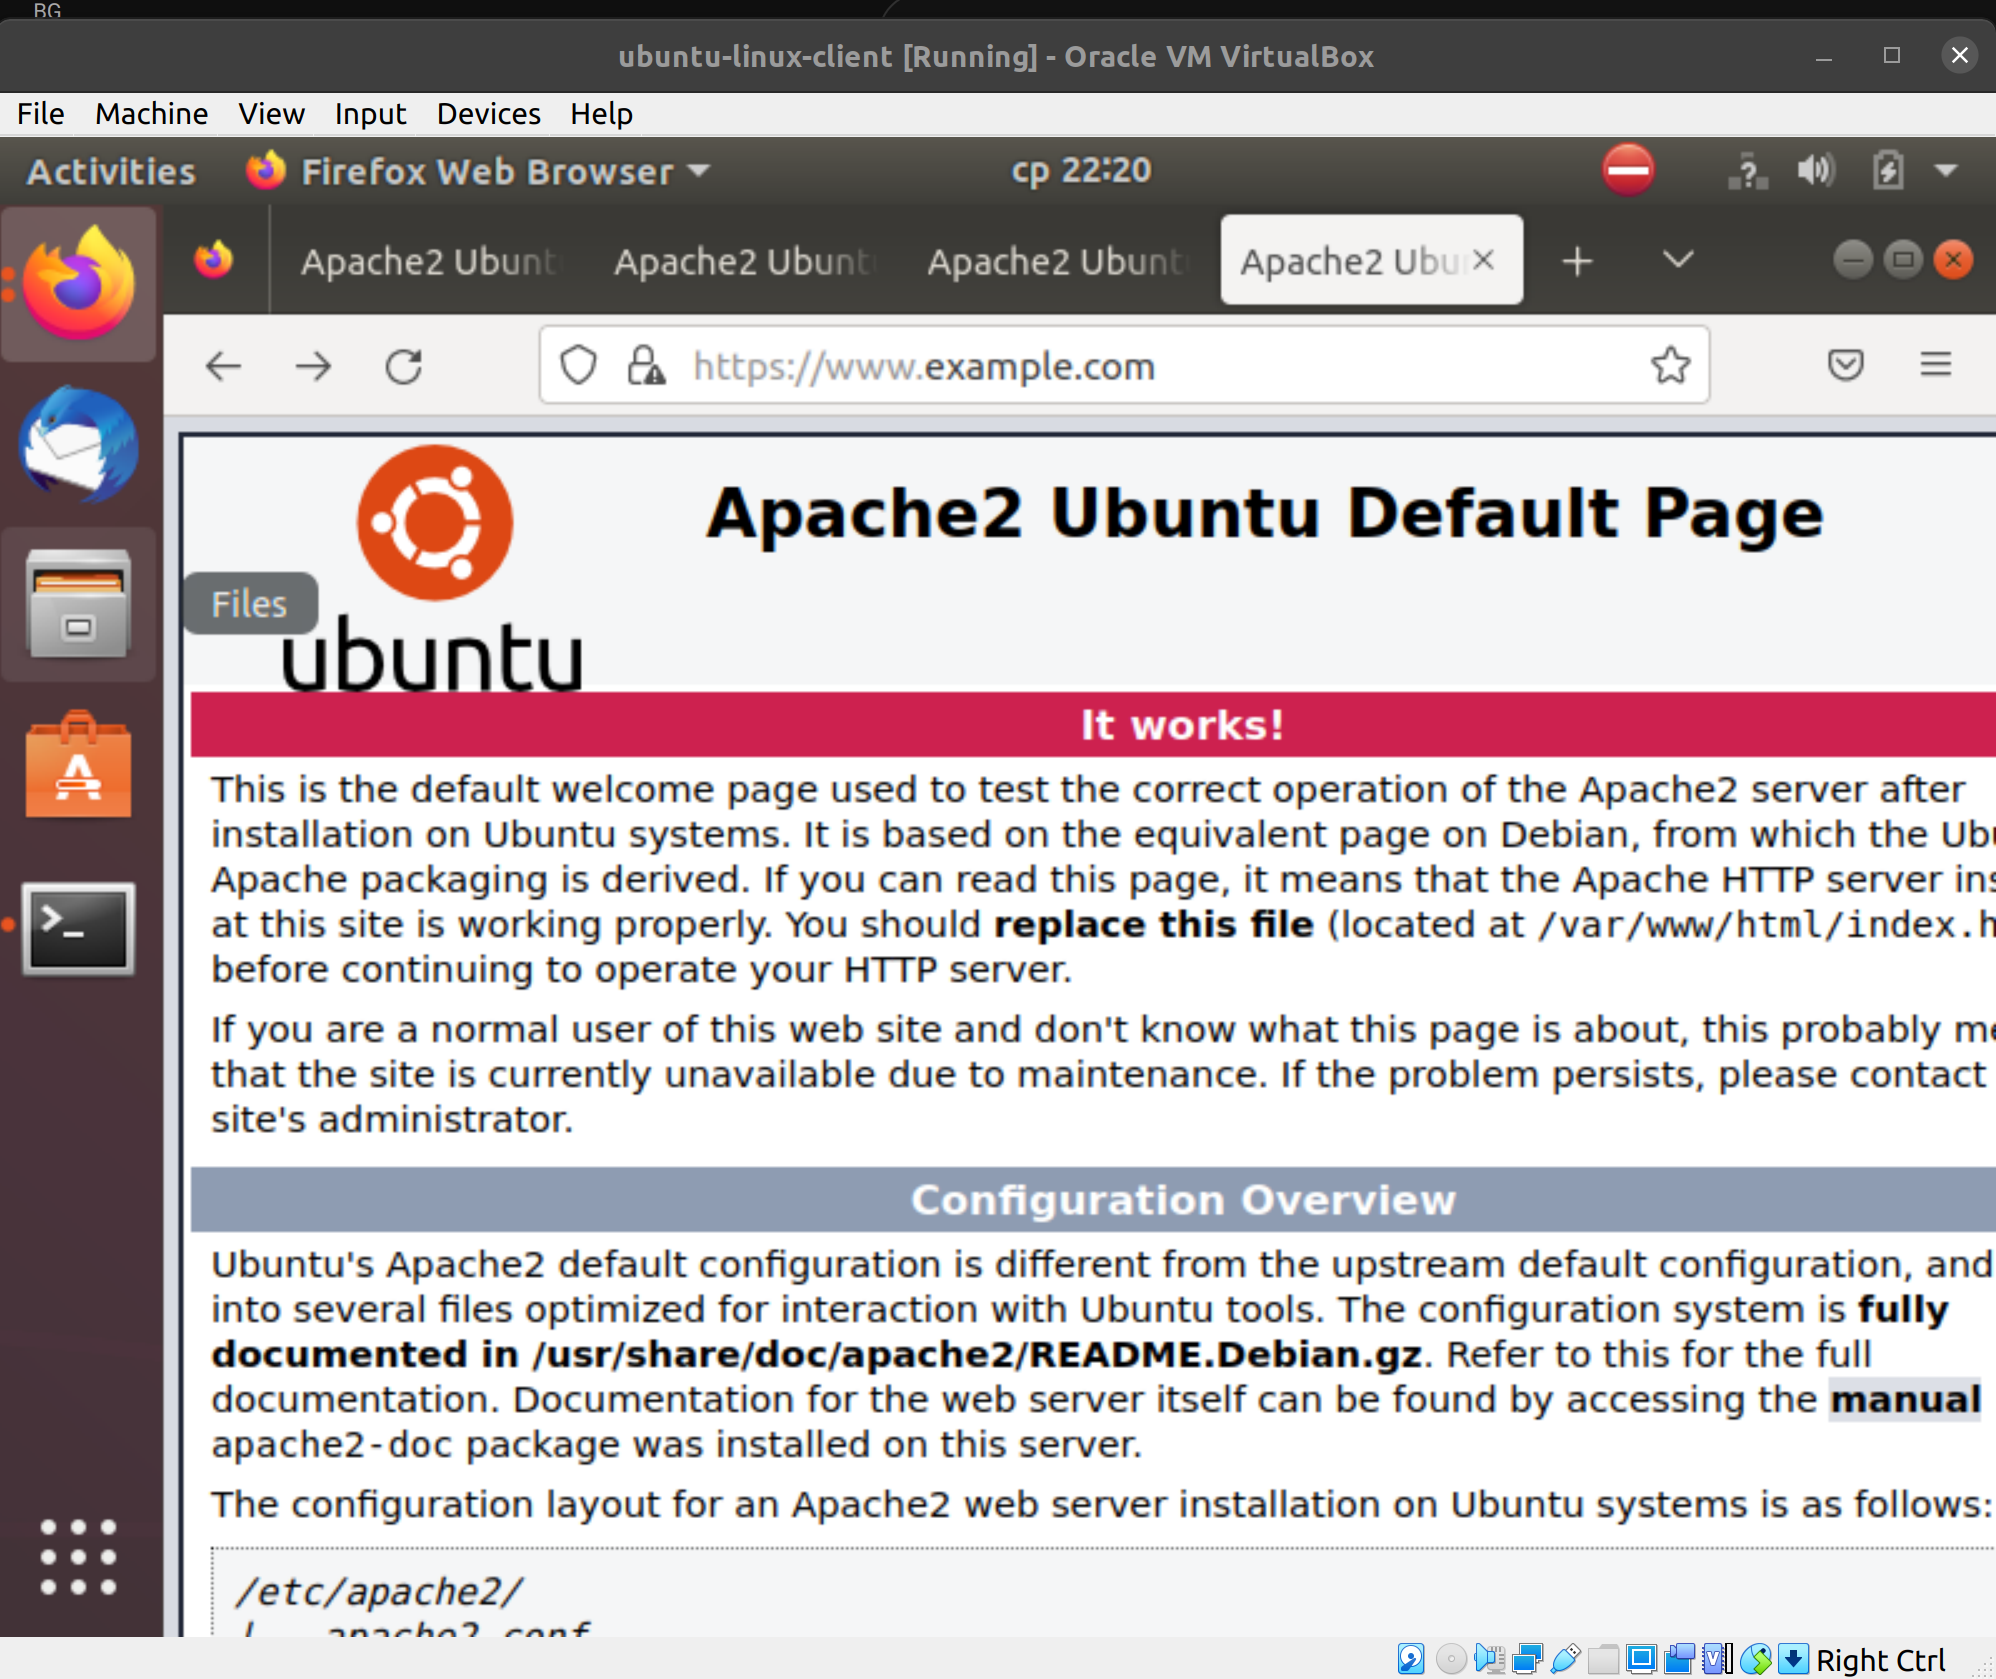 BG
ubuntu-linux-client [Running] - Oracle VM VirtualBox
File Machine View Input Devices Help
Activities Firefox Web Browser ср 22:20
Apache2 Ubunt Apache2 Ubunt Apache2 Ubunt Apache2 Ubu
https://www.example.com
Apache2 Ubuntu Default Page
Files
ubuntu
It works!
This is the default welcome page used to test the correct operation of the Apache2 server after
installation on Ubuntu systems. It is based on the equivalent page on Debian, from which the Ubu
Apache packaging is derived. If you can read this page, it means that the Apache HTTP server ins
at this site is working properly. You should replace this file (located at /var/www/html/index.h
before continuing to operate your HTTP server.
If you are a normal user of this web site and don't know what this page is about, this probably me
that the site is currently unavailable due to maintenance. If the problem persists, please contact
site's administrator.
Configuration Overview
Ubuntu's Apache2 default configuration is different from the upstream default configuration, and
into several files optimized for interaction with Ubuntu tools. The configuration system is fully
documented in /usr/share/doc/apache2/README.Debian.gz. Refer to this for the full
documentation. Documentation for the web server itself can be found by accessing the manual
apache2-doc package was installed on this server.
The configuration layout for an Apache2 web server installation on Ubuntu systems is as follows:
/etc/apache2/
|-- apache2.conf
Right Ctrl